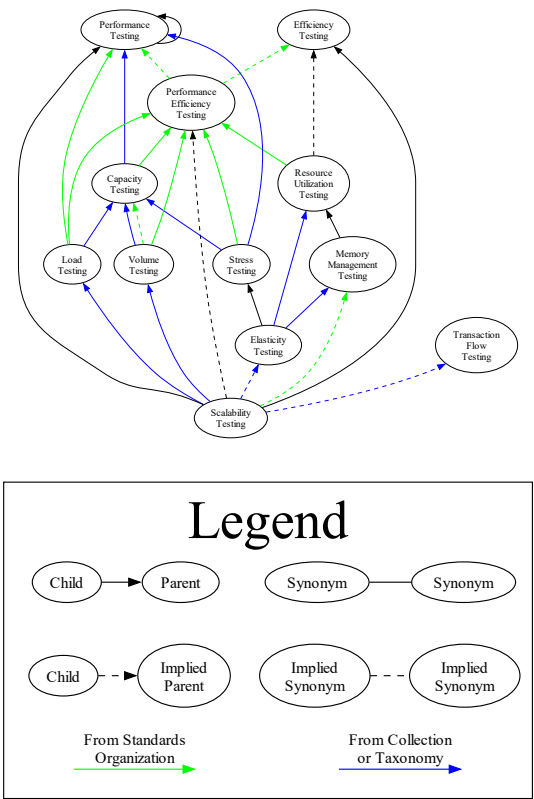 Performance
Testing
Efficiency
Testing
Performance
Efficiency
Testing
Capacity
Testing
Resource
Utilization
Testing
Load
Testing
Volume
Testing
Stress
Testing
Memory
Management
Testing
Elasticity
Testing
Transaction
Flow
Testing
Scalability
Testing
Legend
Child
Parent
Synonym
Synonym
Child
Implied
Parent
Implied
Synonym
Implied
Synonym
From Standards
Organization
From Collection
or Taxonomy